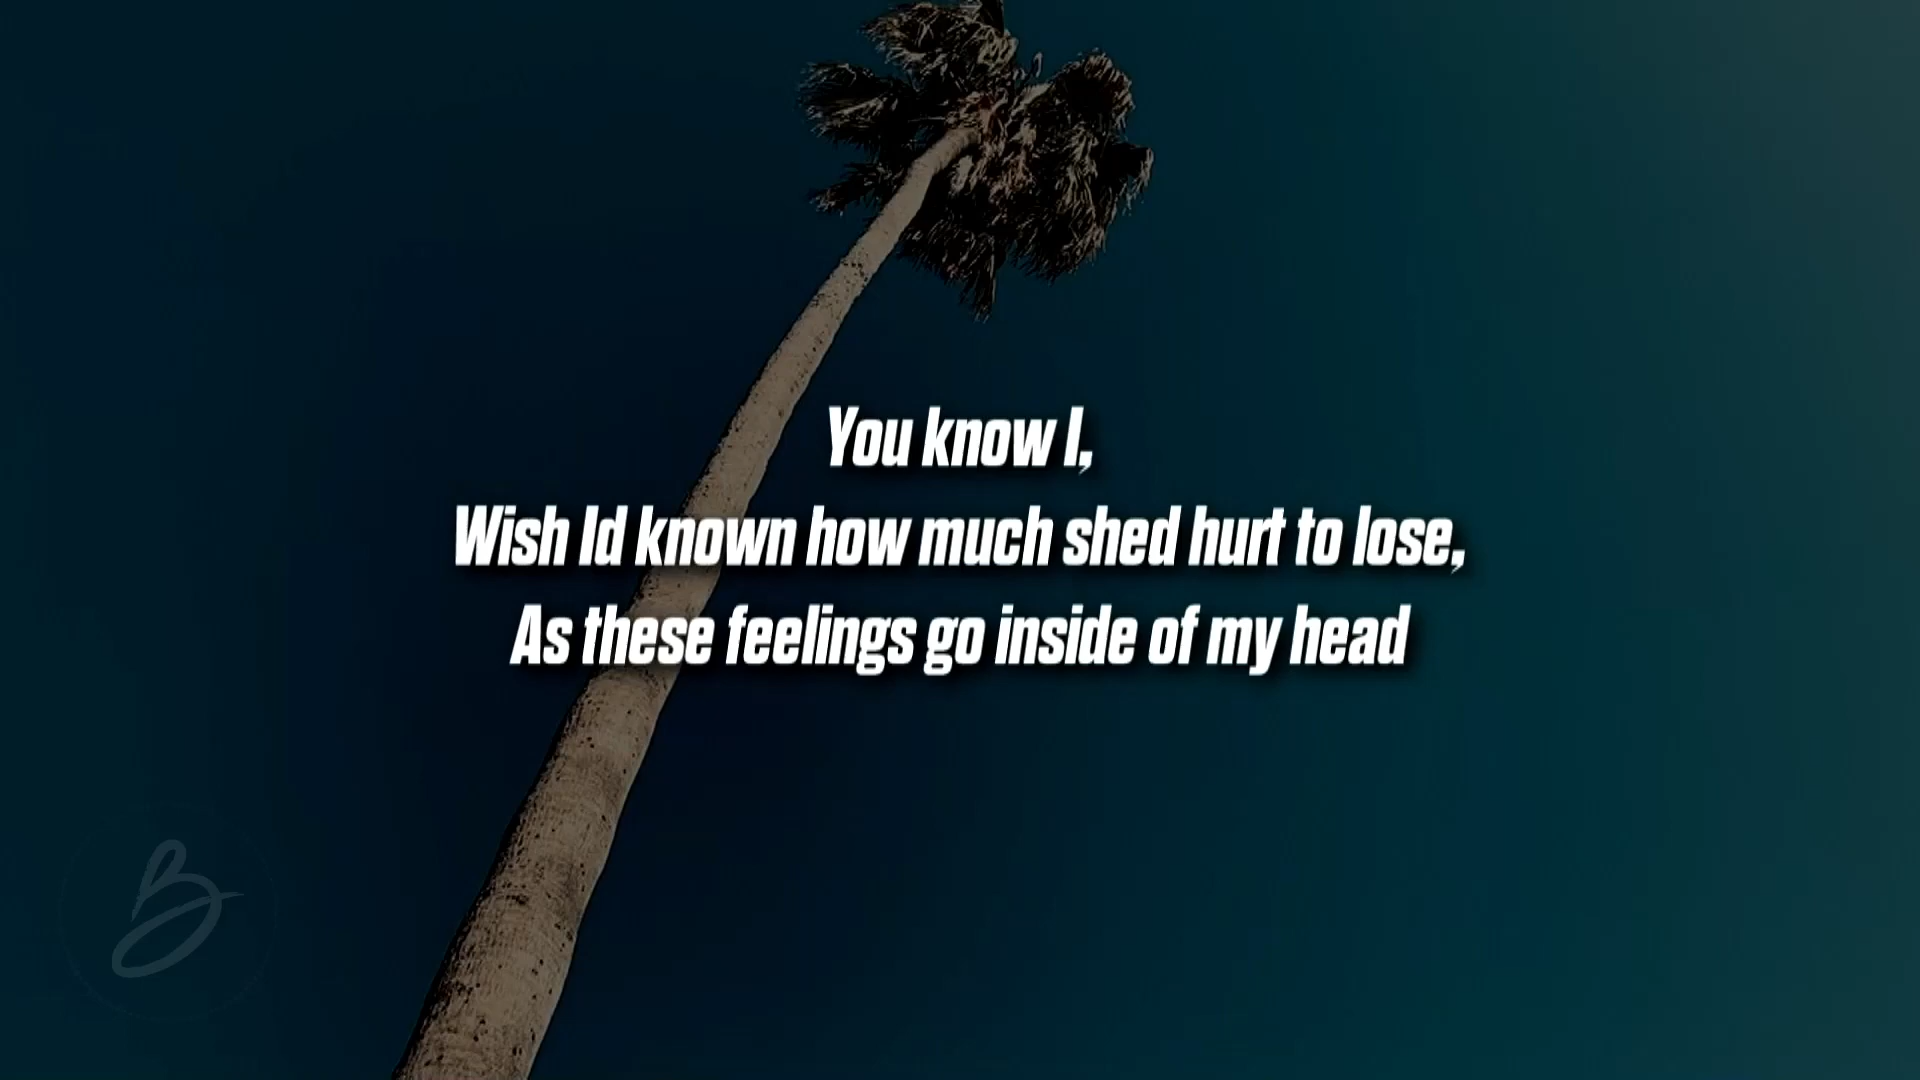 You know I,
Wish Id known how much shed hurt to lose,
As these feelings go inside of my head
B